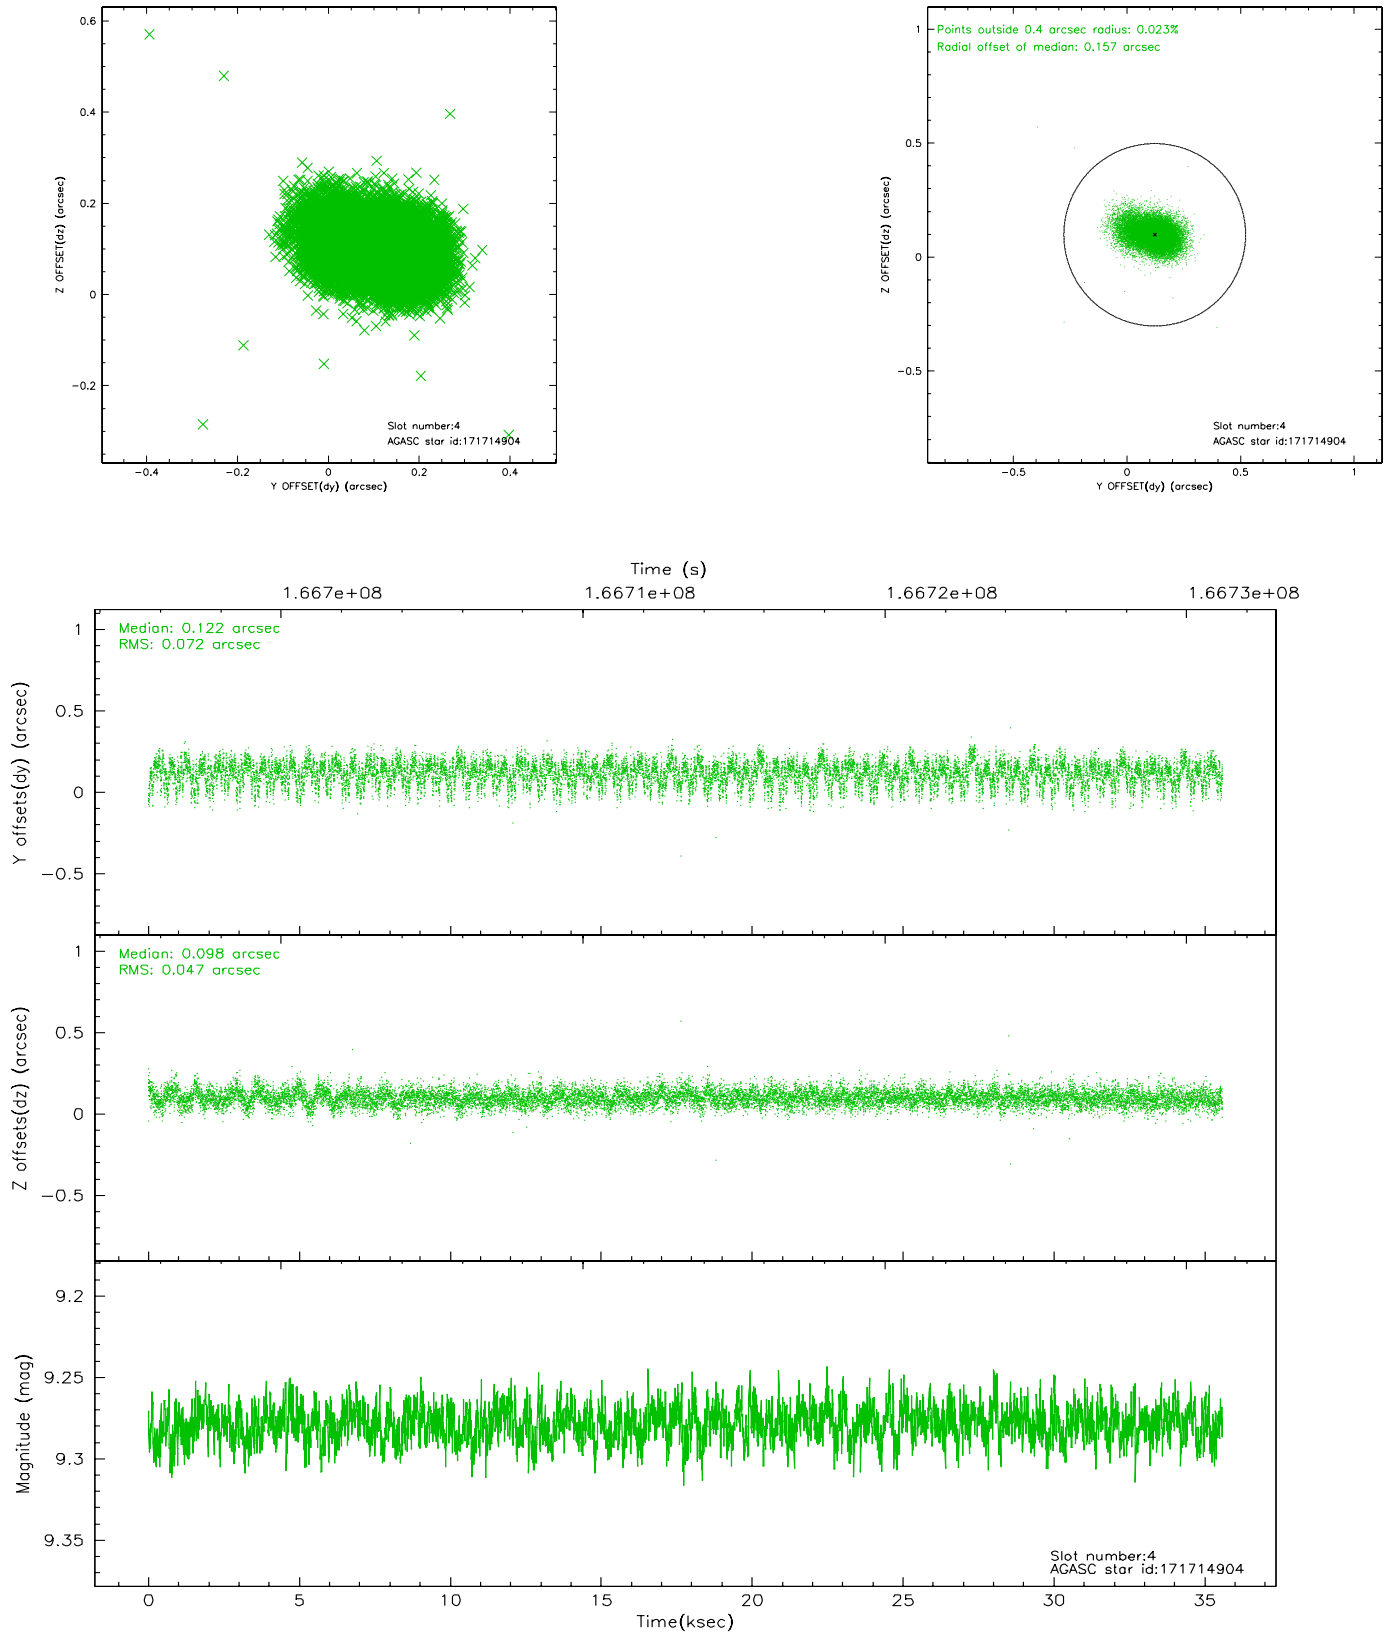 0.6
0.4
0.2
0
−0.2
Z OFFSET(dz) (arcsec)
Slot number:4
AGASC star id:171714904
−0.4 −0.2 0 0.2 0.4
Y OFFSET(dy) (arcsec)
Points outside 0.4 arcsec radius: 0.023%
Radial offset of median: 0.157 arcsec
1
0.5
0
−0.5
Z OFFSET(dz) (arcsec)
Slot number:4
AGASC star id:171714904
−0.5 0 0.5 1
Y OFFSET(dy) (arcsec)
Time (s)
1.667e+08 1.6671e+08 1.6672e+08 1.6673e+08
Median: 0.122 arcsec
RMS: 0.072 arcsec
1
0.5
0
−0.5
Y offsets(dy) (arcsec)
Median: 0.098 arcsec
RMS: 0.047 arcsec
1
0.5
0
−0.5
Z offsets(dz) (arcsec)
9.2
9.25
9.3
9.35
Magnitude (mag)
Slot number:4
AGASC star id:171714904
0 5 10 15 20 25 30 35
Time(ksec)